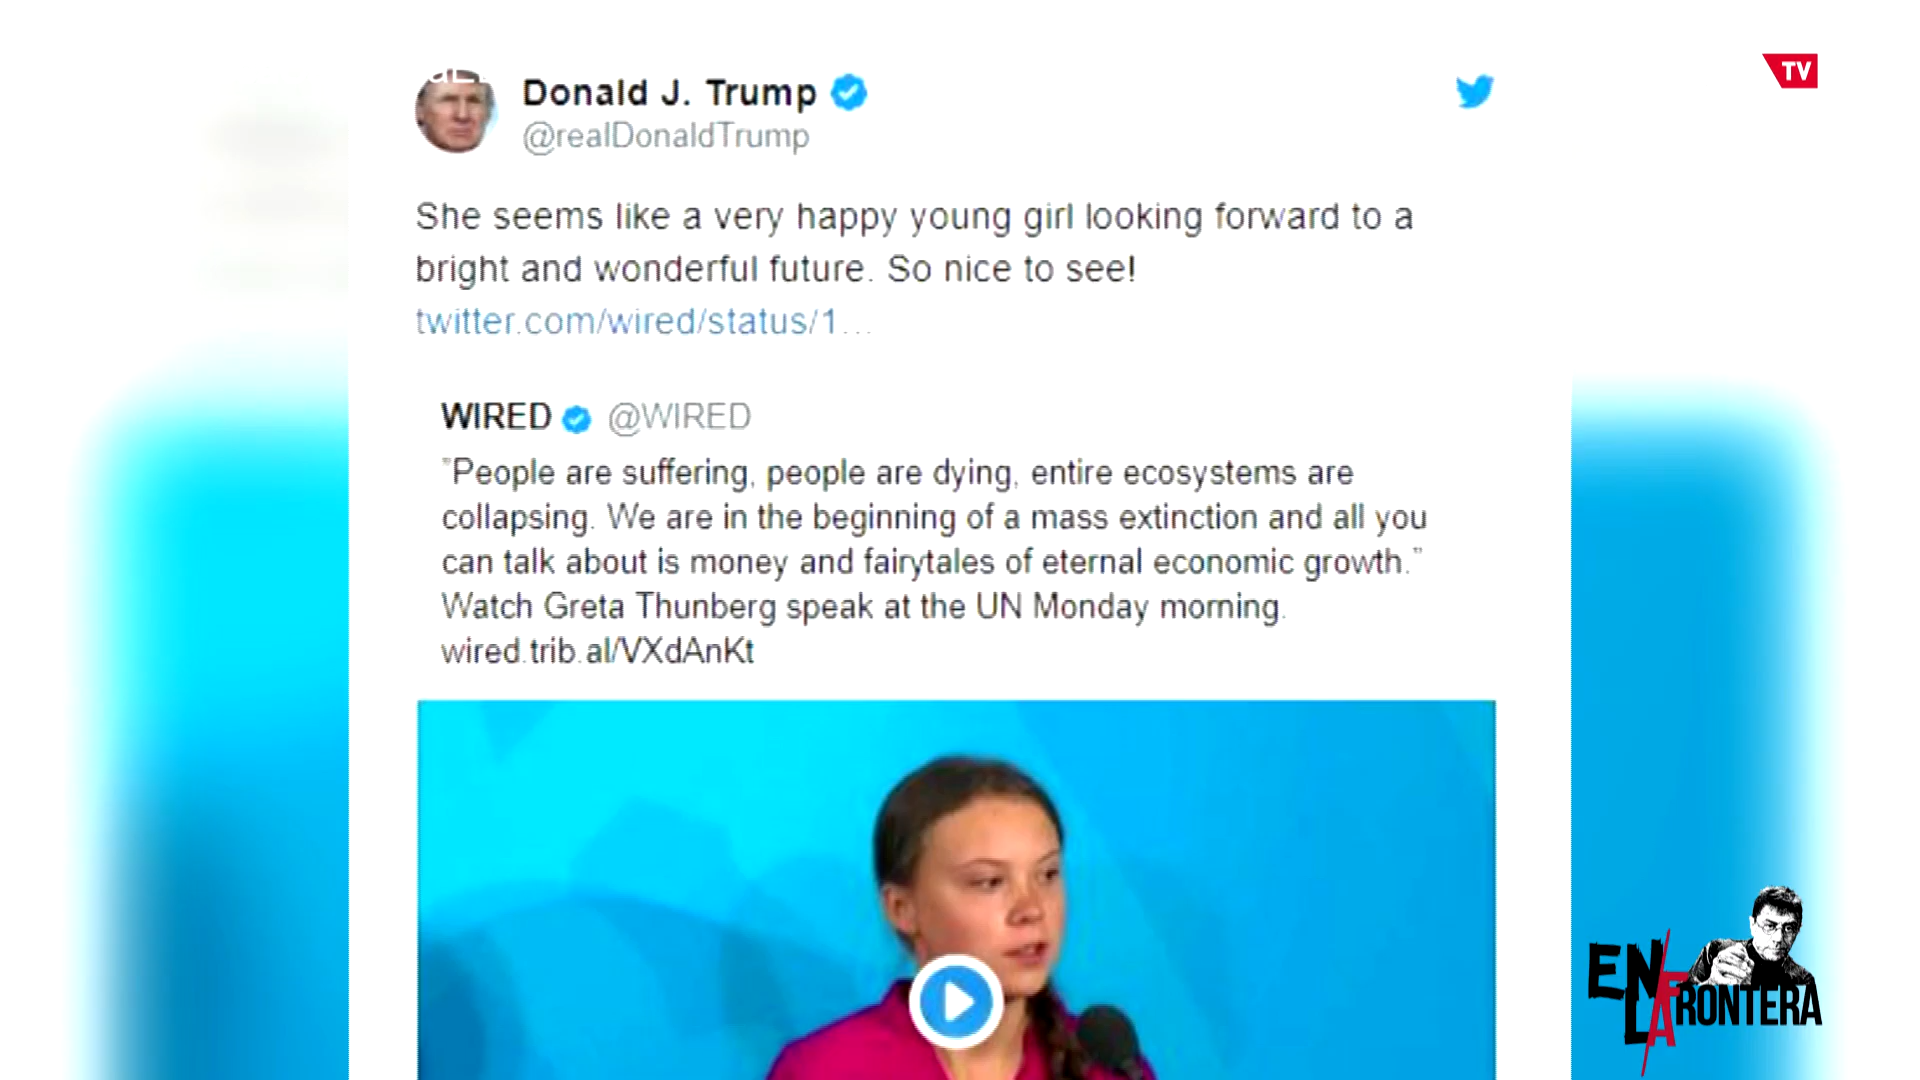 TV
Donald J. Trump
@realDonaldTrump
She seems like a very happy young girl looking forward to a
bright and wonderful future. So nice to see!
twitter.com/wired/status/1...
WIRED @WIRED
"People are suffering, people are dying, entire ecosystems are
collapsing. We are in the beginning of a mass extinction and all you
can talk about is money and fairytales of eternal economic growth."
Watch Greta Thunberg speak at the UN Monday morning.
wired.trib.al/VXdAnKt
EN
LA FRONTERA